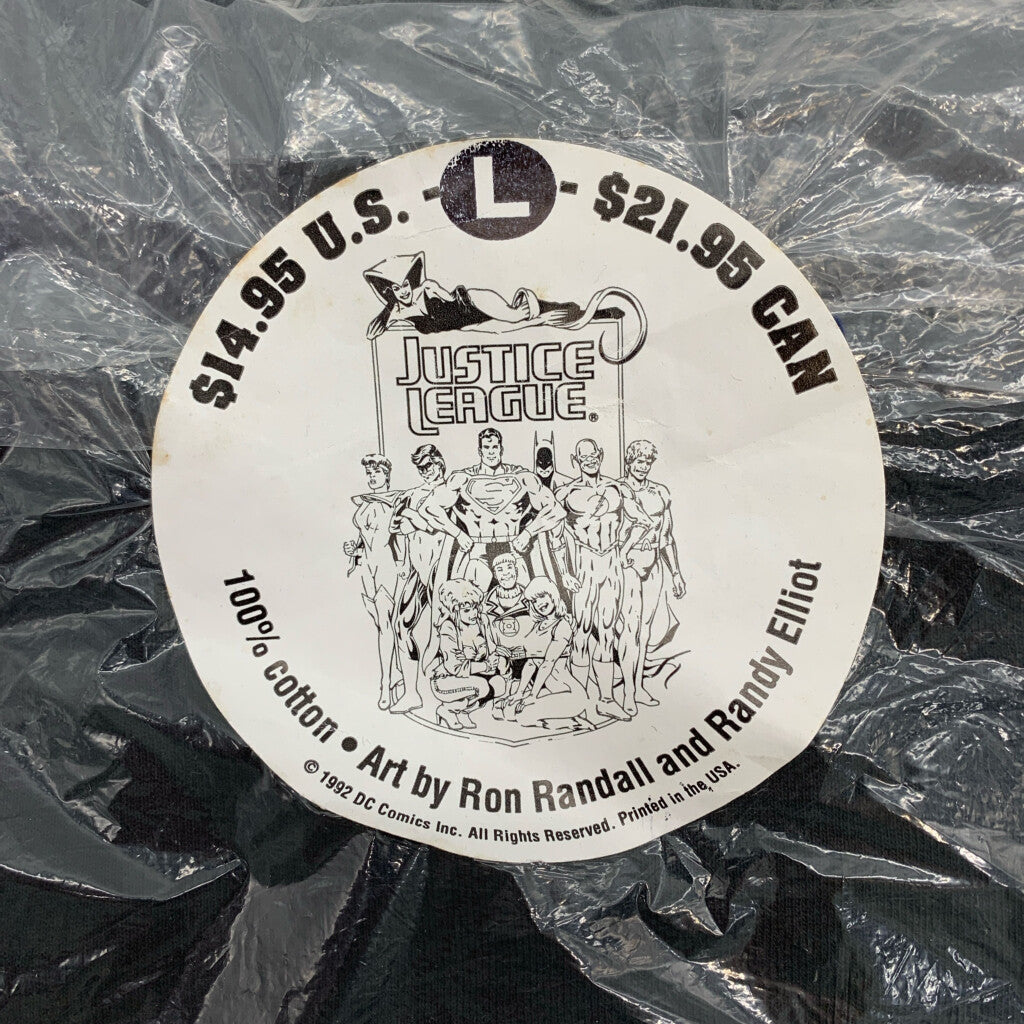 $14.95 U.S. - L - $21.95 CAN
JUSTICE
LEAGUE®
100% cotton • Art by Ron Randall and Randy Elliot
© 1992 DC Comics Inc. All Rights Reserved. Printed in the USA.